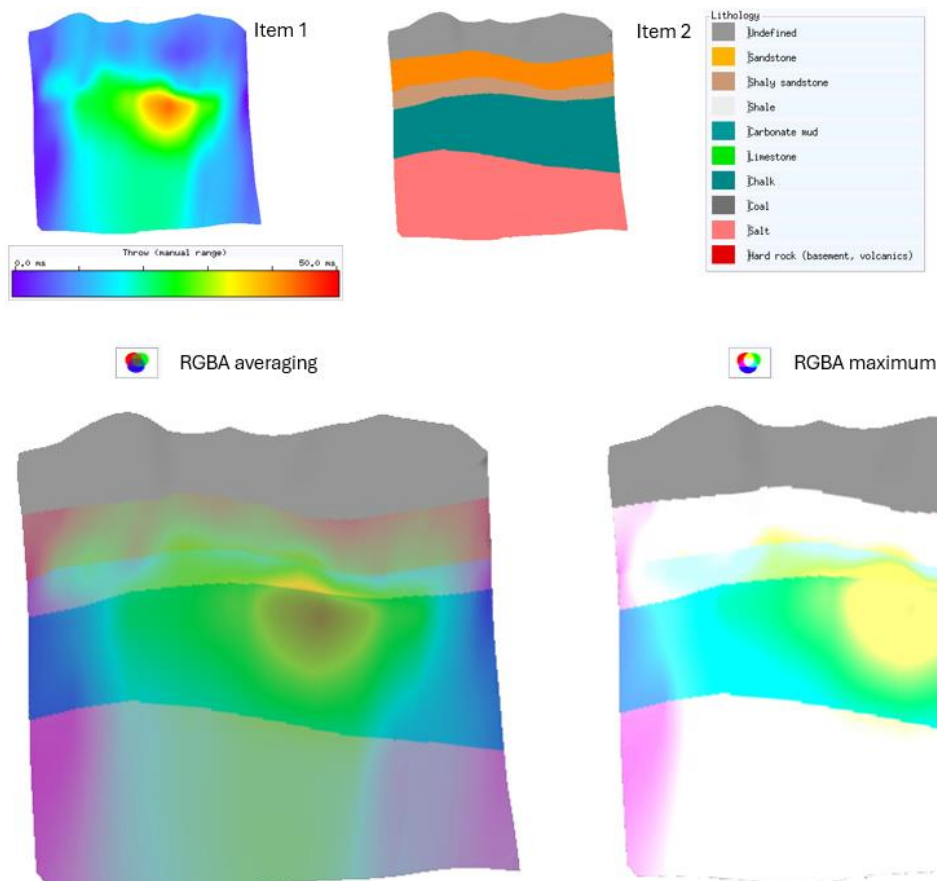 Item 1
Item 2
Lithology
Undefined
Sandstone
Shaly sandstone
Shale
Carbonate mud
Limestone
Chalk
Coal
Salt
Hard rock (basement, volcanics)
Throw (manual range)
0.0 ms
50.0 ms
RGBA averaging
RGBA maximum